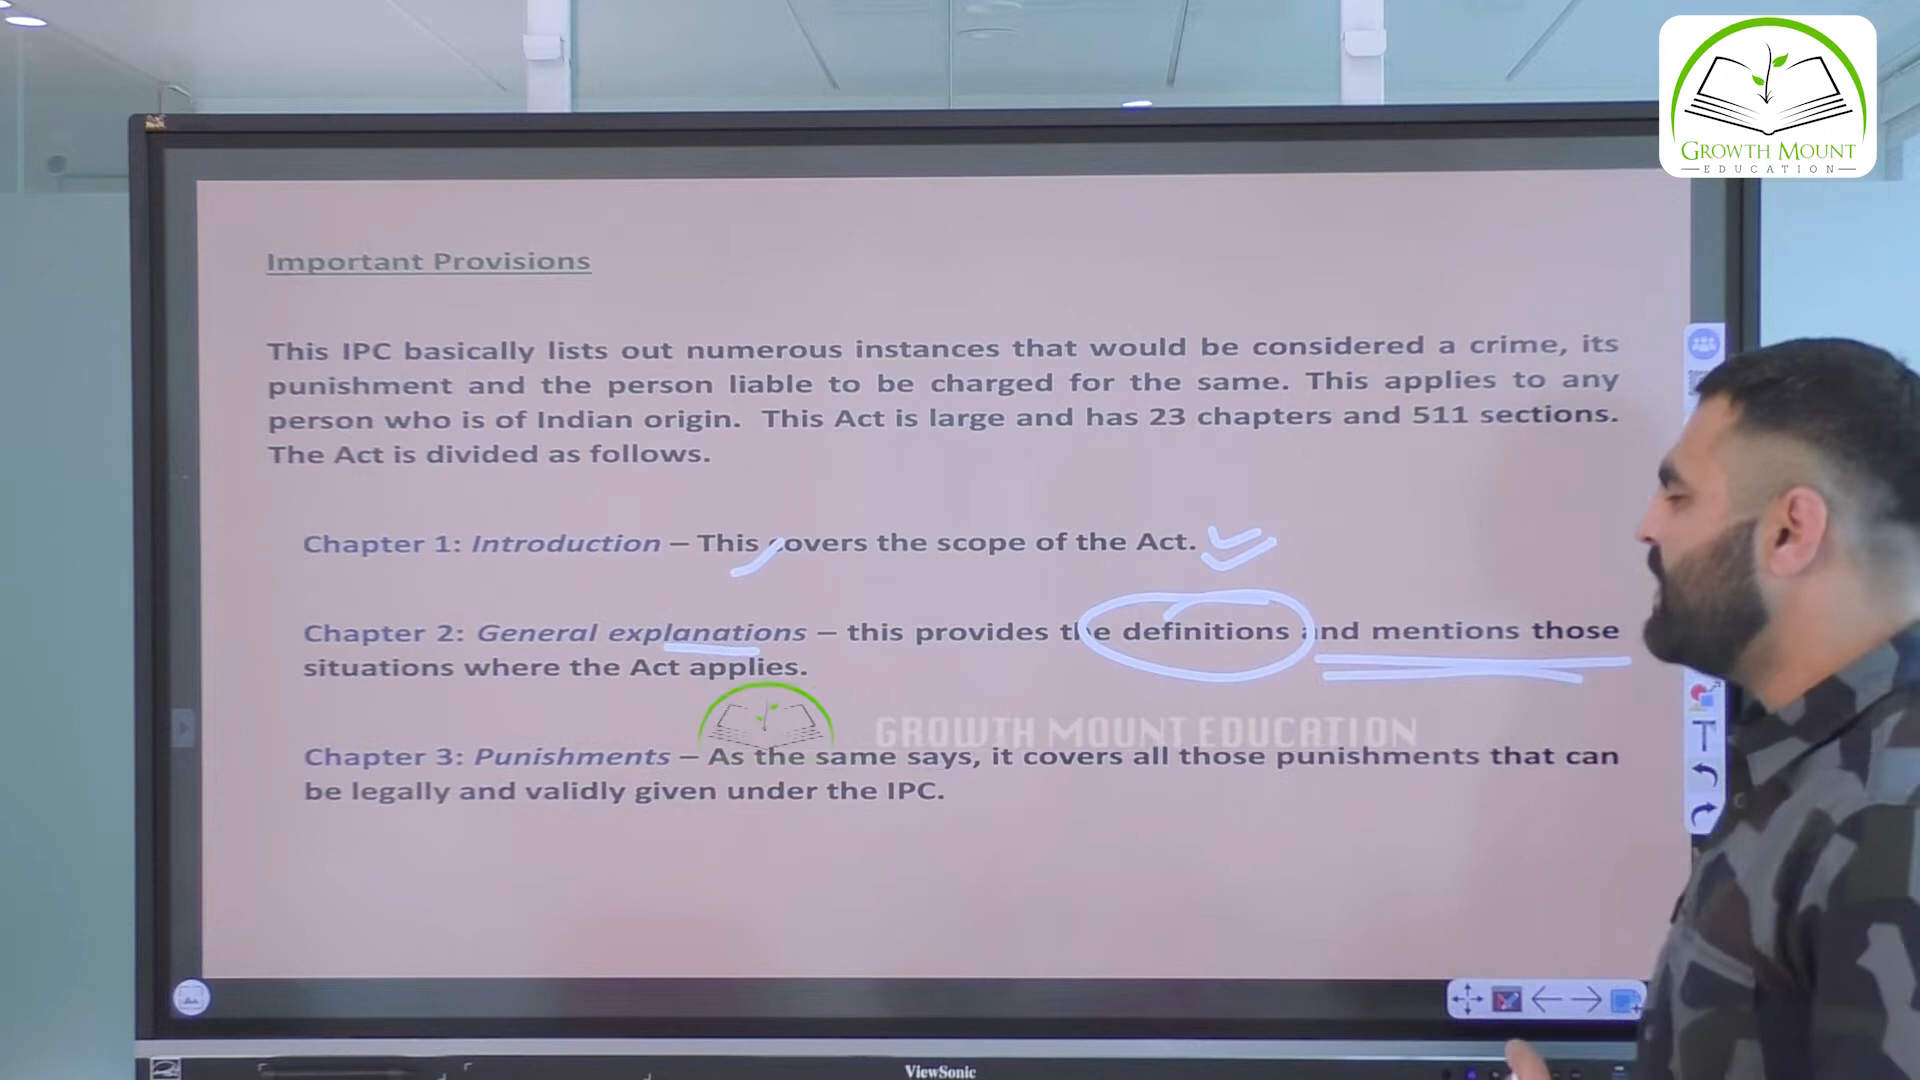 GROWTH MOUNT
EDUCATION
Important Provisions
This IPC basically lists out numerous instances that would be considered a crime, its
punishment and the person liable to be charged for the same. This applies to any
person who is of Indian origin. This Act is large and has 23 chapters and 511 sections.
The Act is divided as follows.
Chapter 1: Introduction – This covers the scope of the Act.
Chapter 2: General explanations – this provides the definitions and mentions those
situations where the Act applies.
GROWTH MOUNT EDUCATION
Chapter 3: Punishments – As the same says, it covers all those punishments that can
be legally and validly given under the IPC.
ViewSonic